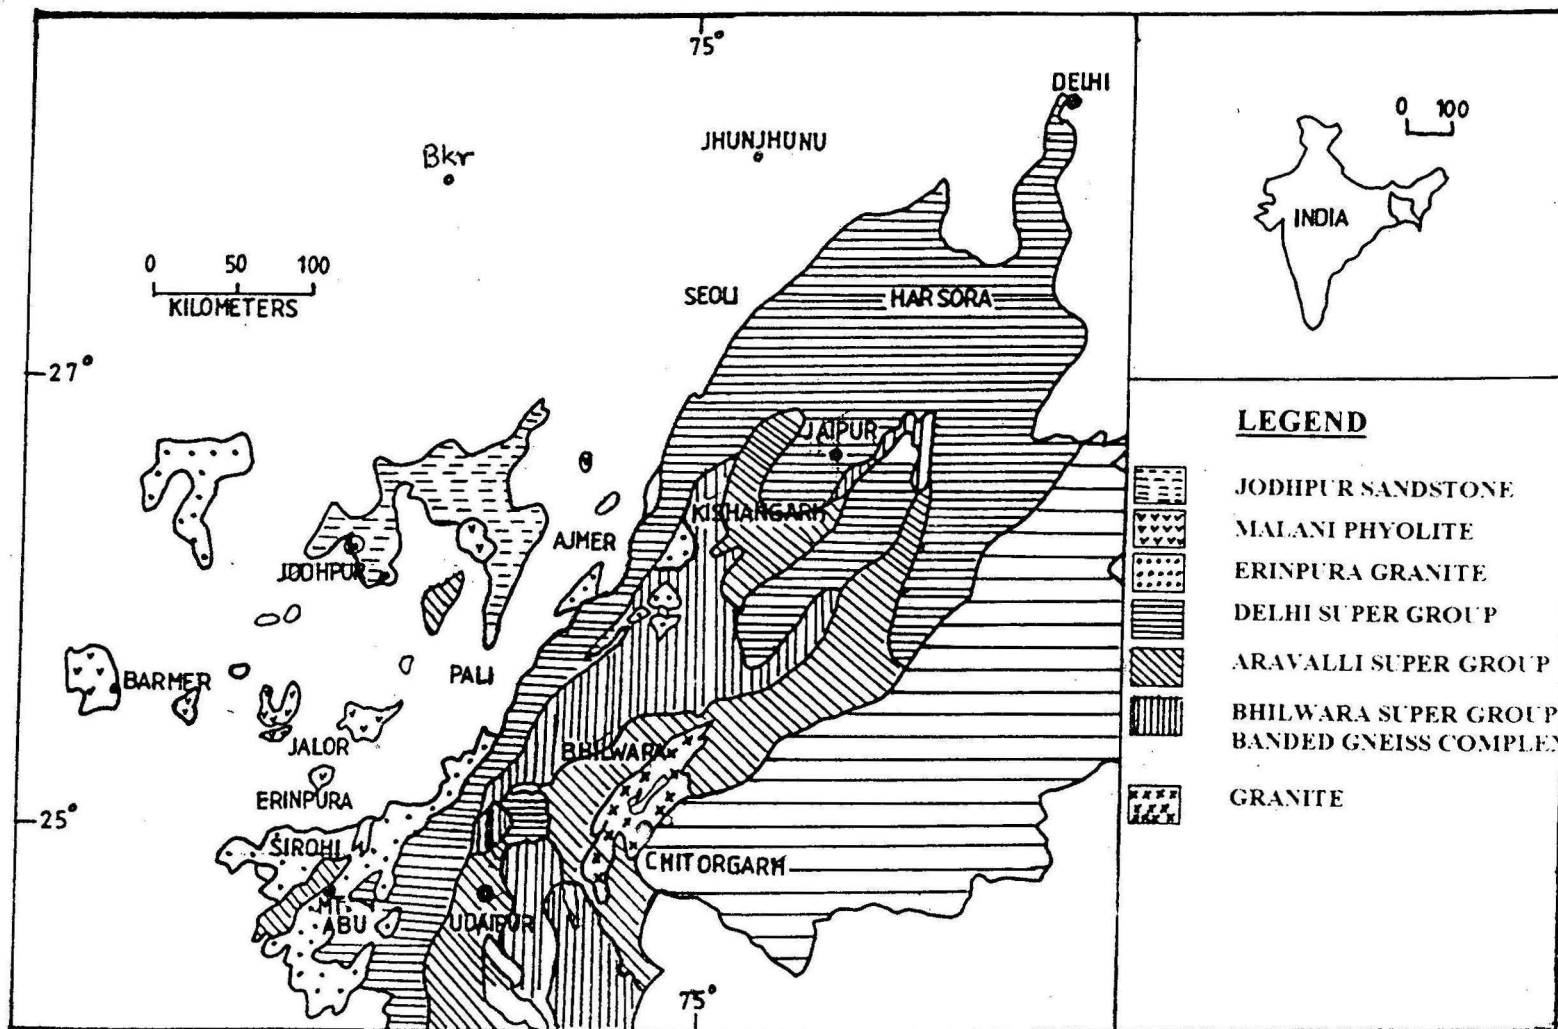 75°
DELHI
JHUNJHUNU
Bkr
0 100
INDIA
0 50 100
KILOMETERS
SEOLI
HARSORA
27°
LEGEND
JAIPUR
JODHPUR SANDSTONE
KISHANGARH
MALANI PHYOLITE
AJMER
JODHPUR
ERINPURA GRANITE
DELHI SUPER GROUP
PALI
BARMER
ARAVALLI SUPER GROUP
BHILWARA SUPER GROUP
BANDED GNEISS COMPLEX
JALOR
BHILWARA
ERINPURA
GRANITE
25°
SIROHI
CHITORGARH
MT.
ABU
UDAIPUR
75°